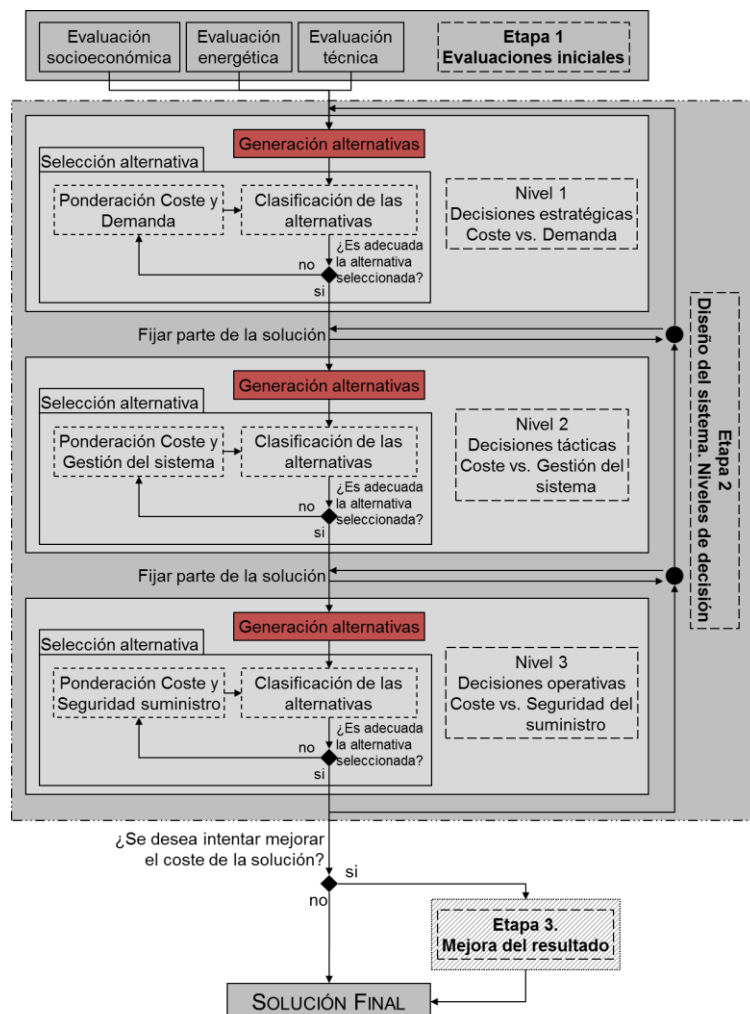 Evaluación
socioeconómica
Evaluación
energética
Evaluación
técnica
Etapa 1
Evaluaciones iniciales
Generación alternativas
Selección alternativa
Ponderación Coste y
Demanda
Clasificación de las
alternativas
¿Es adecuada
la alternativa
seleccionada?
no
si
Nivel 1
Decisiones estratégicas
Coste vs. Demanda
Fijar parte de la solución
Generación alternativas
Selección alternativa
Ponderación Coste y
Gestión del sistema
Clasificación de las
alternativas
¿Es adecuada
la alternativa
seleccionada?
no
si
Nivel 2
Decisiones tácticas
Coste vs. Gestión del
sistema
Fijar parte de la solución
Generación alternativas
Selección alternativa
Ponderación Coste y
Seguridad suministro
Clasificación de las
alternativas
¿Es adecuada
la alternativa
seleccionada?
no
si
Nivel 3
Decisiones operativas
Coste vs. Seguridad del
suministro
Etapa 2
Diseño del sistema. Niveles de decisión
¿Se desea intentar mejorar
el coste de la solución?
si
no
Etapa 3.
Mejora del resultado
SOLUCIÓN FINAL